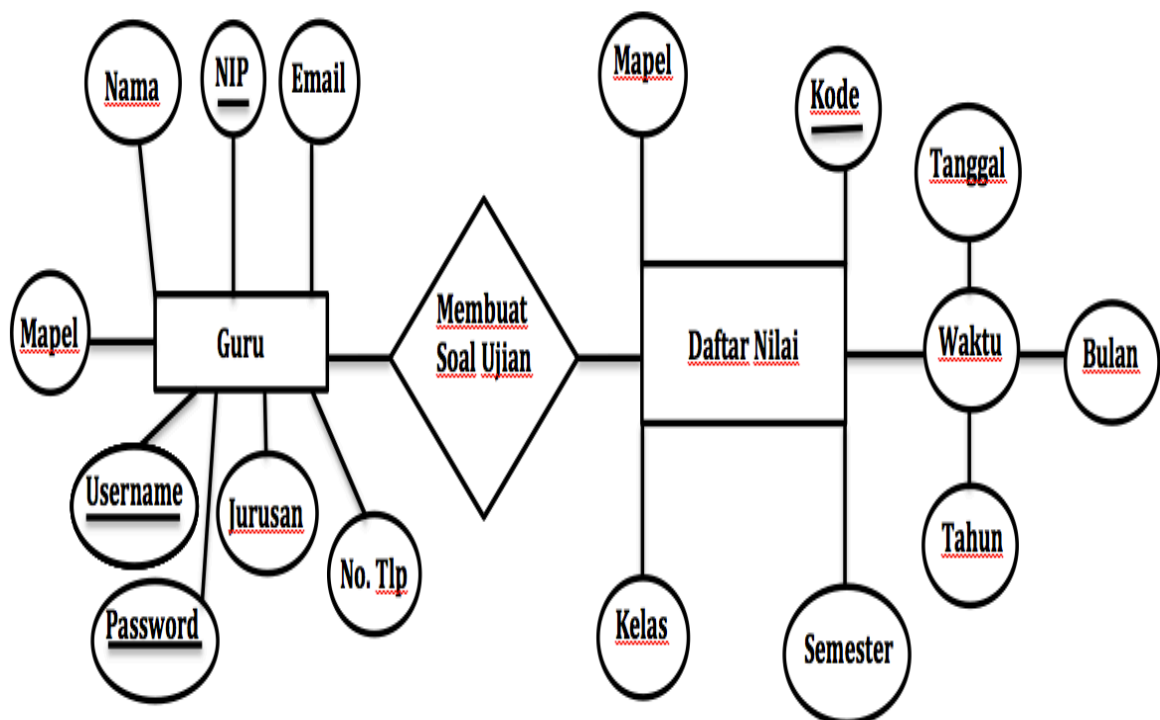 Nama
NIP
Email
Mapel
Kode
Tanggal
Mapel
Guru
Membuat
Soal Ujian
Daftar Nilai
Waktu
Bulan
Username
Jurusan
No. Tlp
Password
Kelas
Semester
Tahun